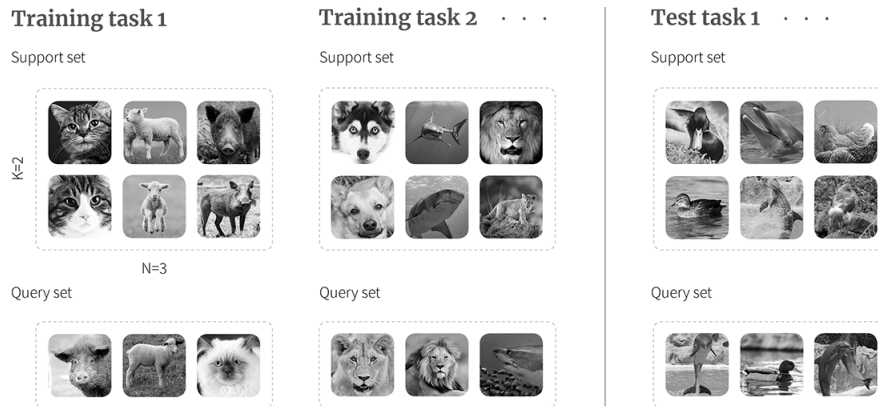 Training task 1
Support set
K=2
N=3
Query set
Training task 2 · · ·
Support set
Query set
Test task 1 · · ·
Support set
Query set